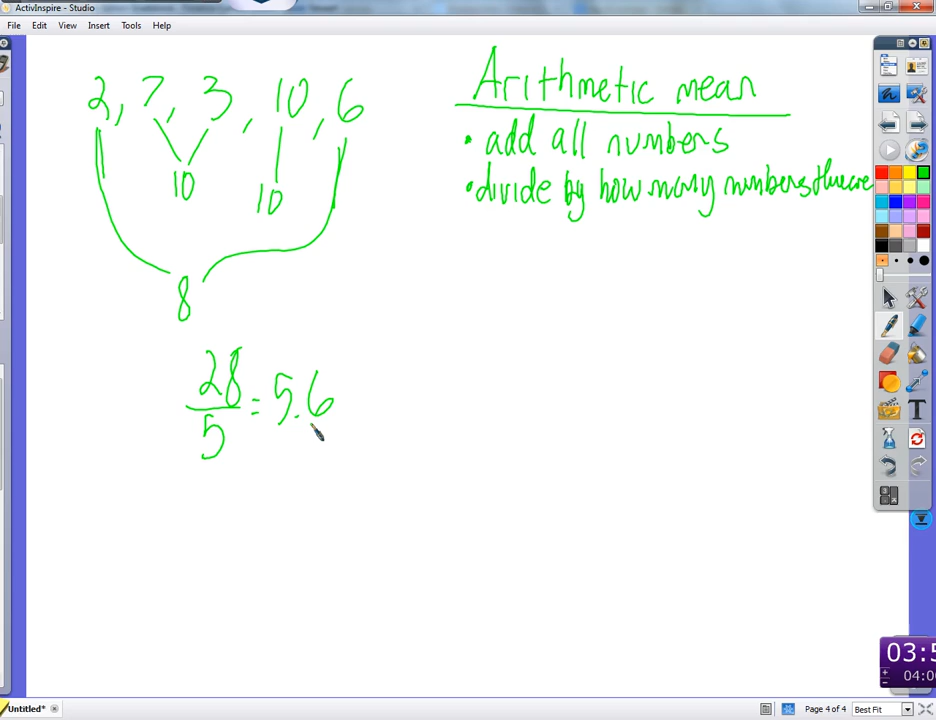 ActivInspire - Studio
File Edit View Insert Tools Help
2, 7, 3, 10, 6
10
10
8
28
5
= 5.6
Arithmetic mean
• add all numbers
• divide by how many numbers there are
03:5
04:00
Untitled*
Page 4 of 4
Best Fit